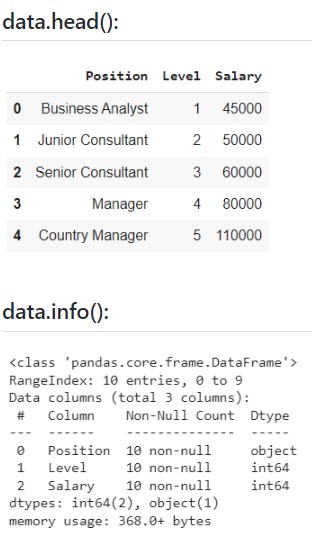 data.head():
Position Level Salary
0 Business Analyst 1 45000
1 Junior Consultant 2 50000
2 Senior Consultant 3 60000
3 Manager 4 80000
4 Country Manager 5 110000
data.info():
<class 'pandas.core.frame.DataFrame'>
RangeIndex: 10 entries, 0 to 9
Data columns (total 3 columns):
# Column Non-Null Count Dtype
--- ------ -------------- -----
0 Position 10 non-null object
1 Level 10 non-null int64
2 Salary 10 non-null int64
dtypes: int64(2), object(1)
memory usage: 368.0+ bytes